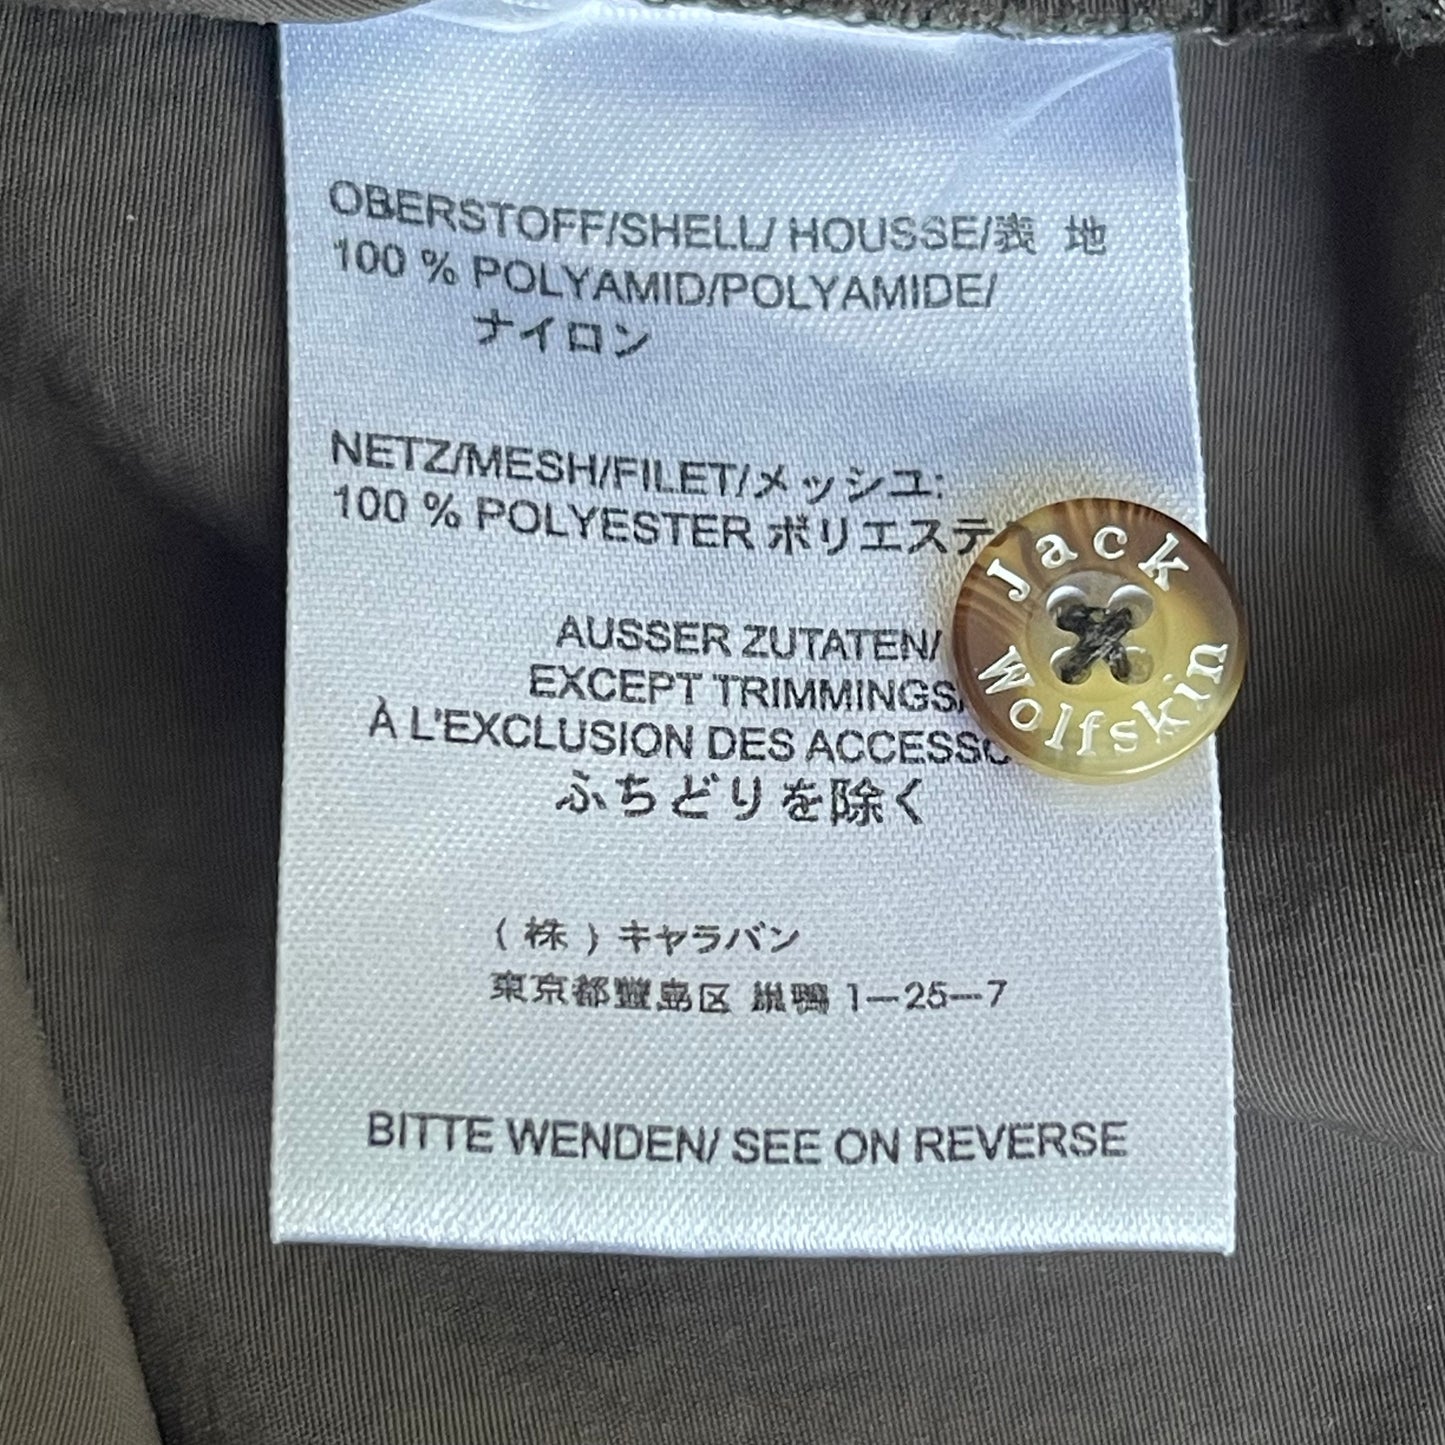 OBERSTOFF/SHELL/ HOUSSE/表 地
100 % POLYAMID/POLYAMIDE/
ナイロン
NETZ/MESH/FILET/メッシユ:
100 % POLYESTER ポリエステ
AUSSER ZUTATEN/
EXCEPT TRIMMINGS/
À L'EXCLUSION DES ACCESSO
ふちどりを除く
(株) キャラバン
東京都豐島区 巣鴨 1-25-7
BITTE WENDEN/ SEE ON REVERSE
Jack
Wolfskin